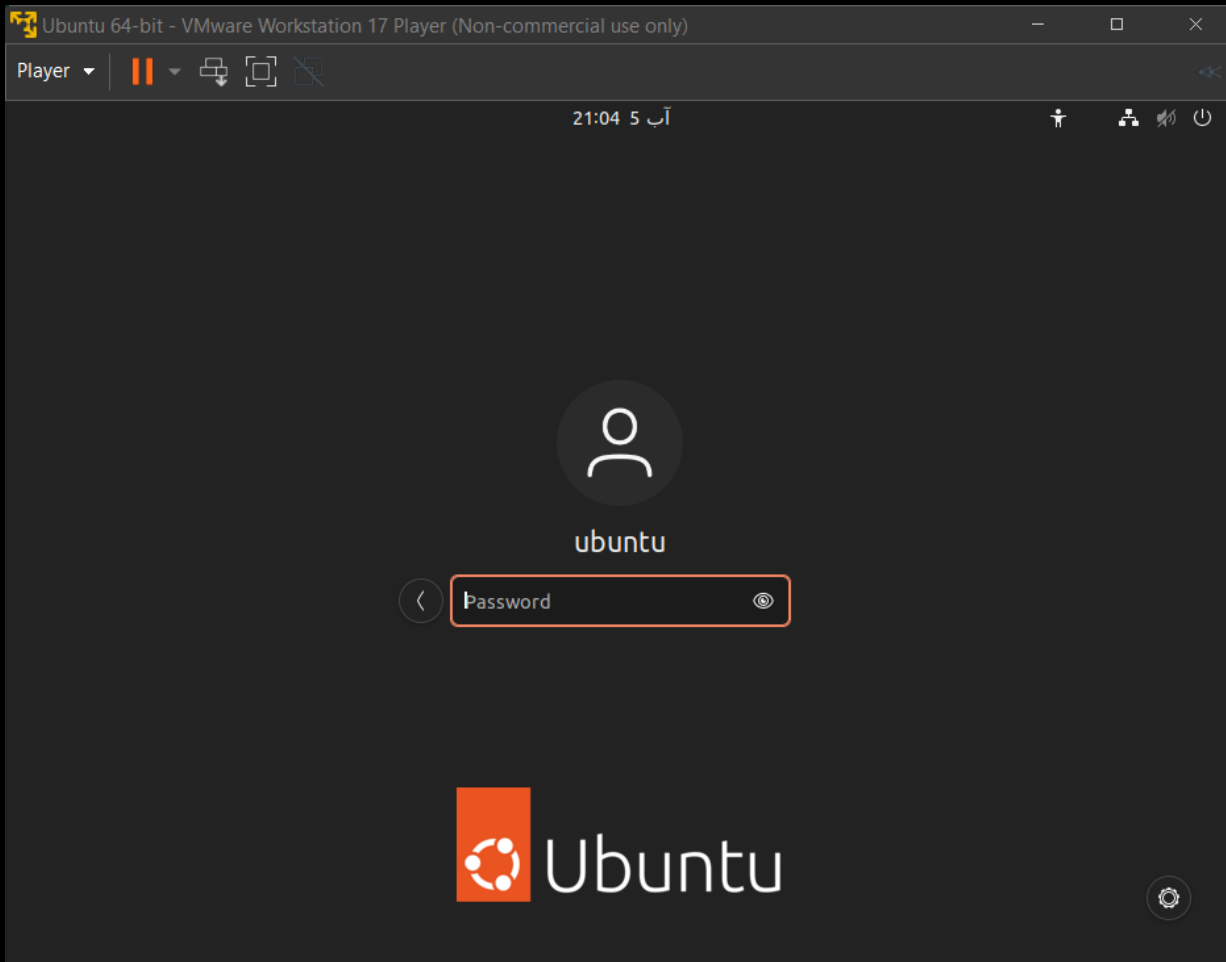 Ubuntu 64-bit - VMware Workstation 17 Player (Non-commercial use only)
Player
21:04 5 آب
ubuntu
Password
Ubuntu